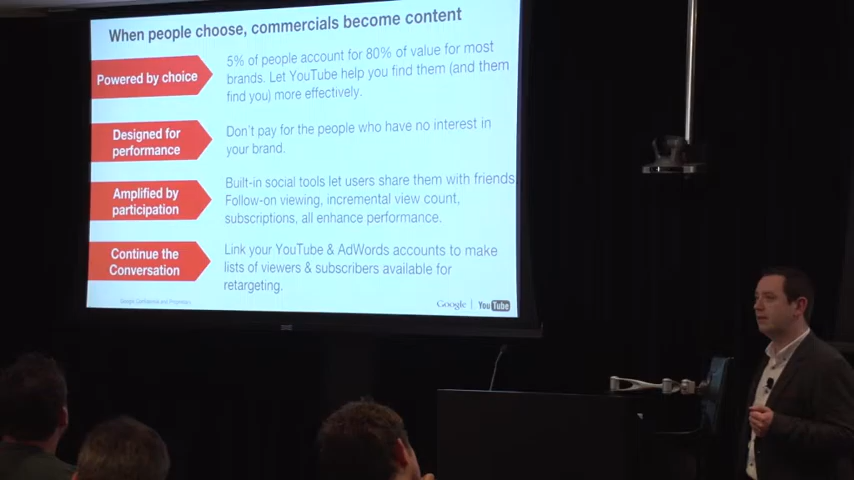 When people choose, commercials become content
Powered by choice
5% of people account for 80% of value for most
brands. Let YouTube help you find them (and them
find you) more effectively.
Designed for
performance
Don't pay for the people who have no interest in
your brand.
Amplified by
participation
Built-in social tools let users share them with friends
Follow-on viewing, incremental view count,
subscriptions, all enhance performance.
Continue the
Conversation
Link your YouTube & AdWords accounts to make
lists of viewers & subscribers available for
retargeting.
Google Confidential and Proprietary
Google | YouTube